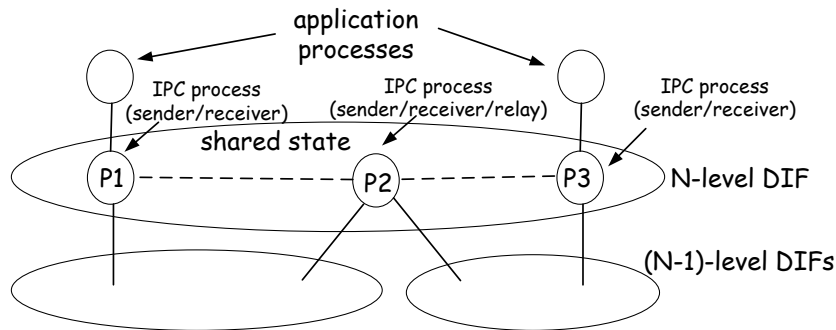 application
processes
IPC process
(sender/receiver)
IPC process
(sender/receiver/relay)
IPC process
(sender/receiver)
shared state
P1
P2
P3
N-level DIF
(N-1)-level DIFs